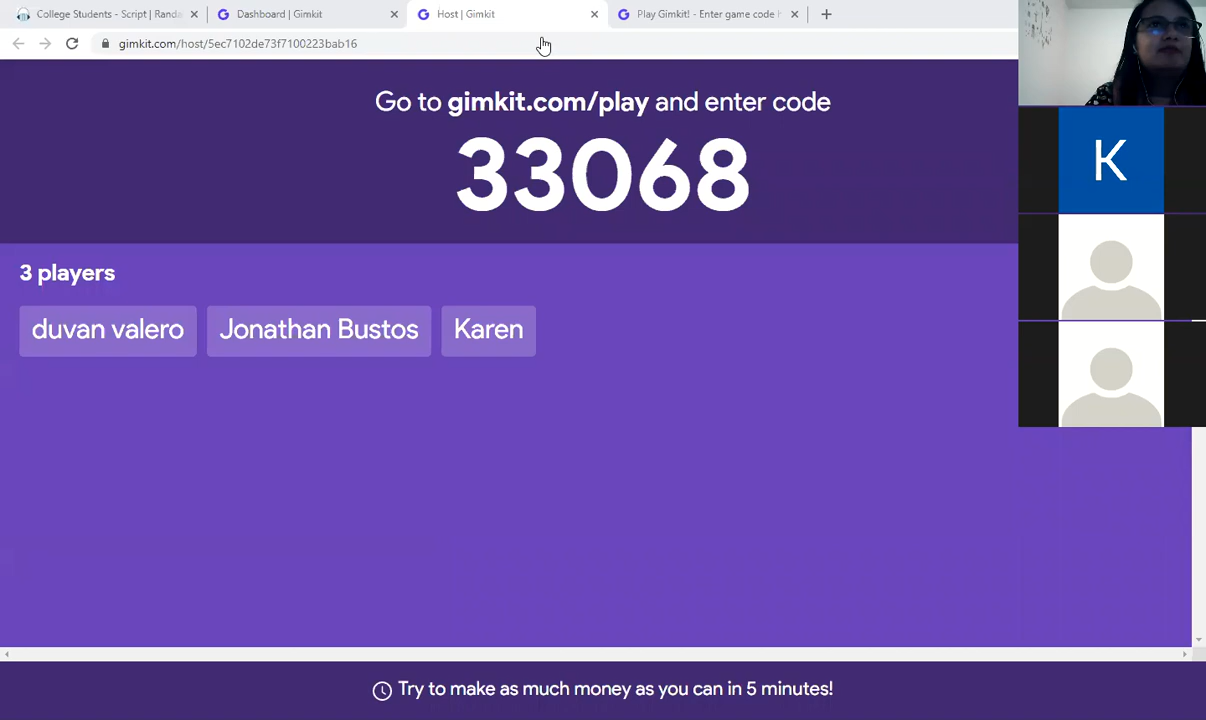 College Students - Script | Randa
Dashboard | Gimkit
Host | Gimkit
Play Gimkit! - Enter game code h
gimkit.com/host/5ec7102de73f7100223bab16
Go to gimkit.com/play and enter code
33068
3 players
duvan valero
Jonathan Bustos
Karen
K
Try to make as much money as you can in 5 minutes!